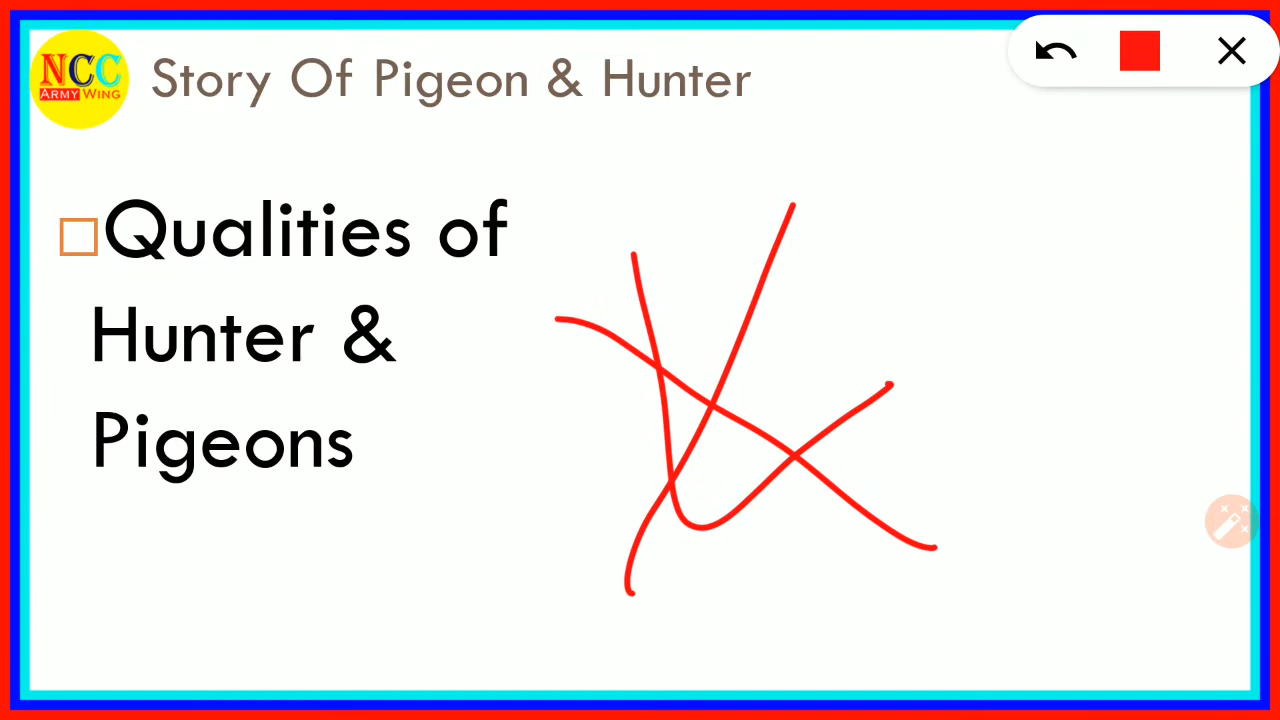 NCC
ARMY WING
Story Of Pigeon & Hunter
Qualities of
Hunter &
Pigeons